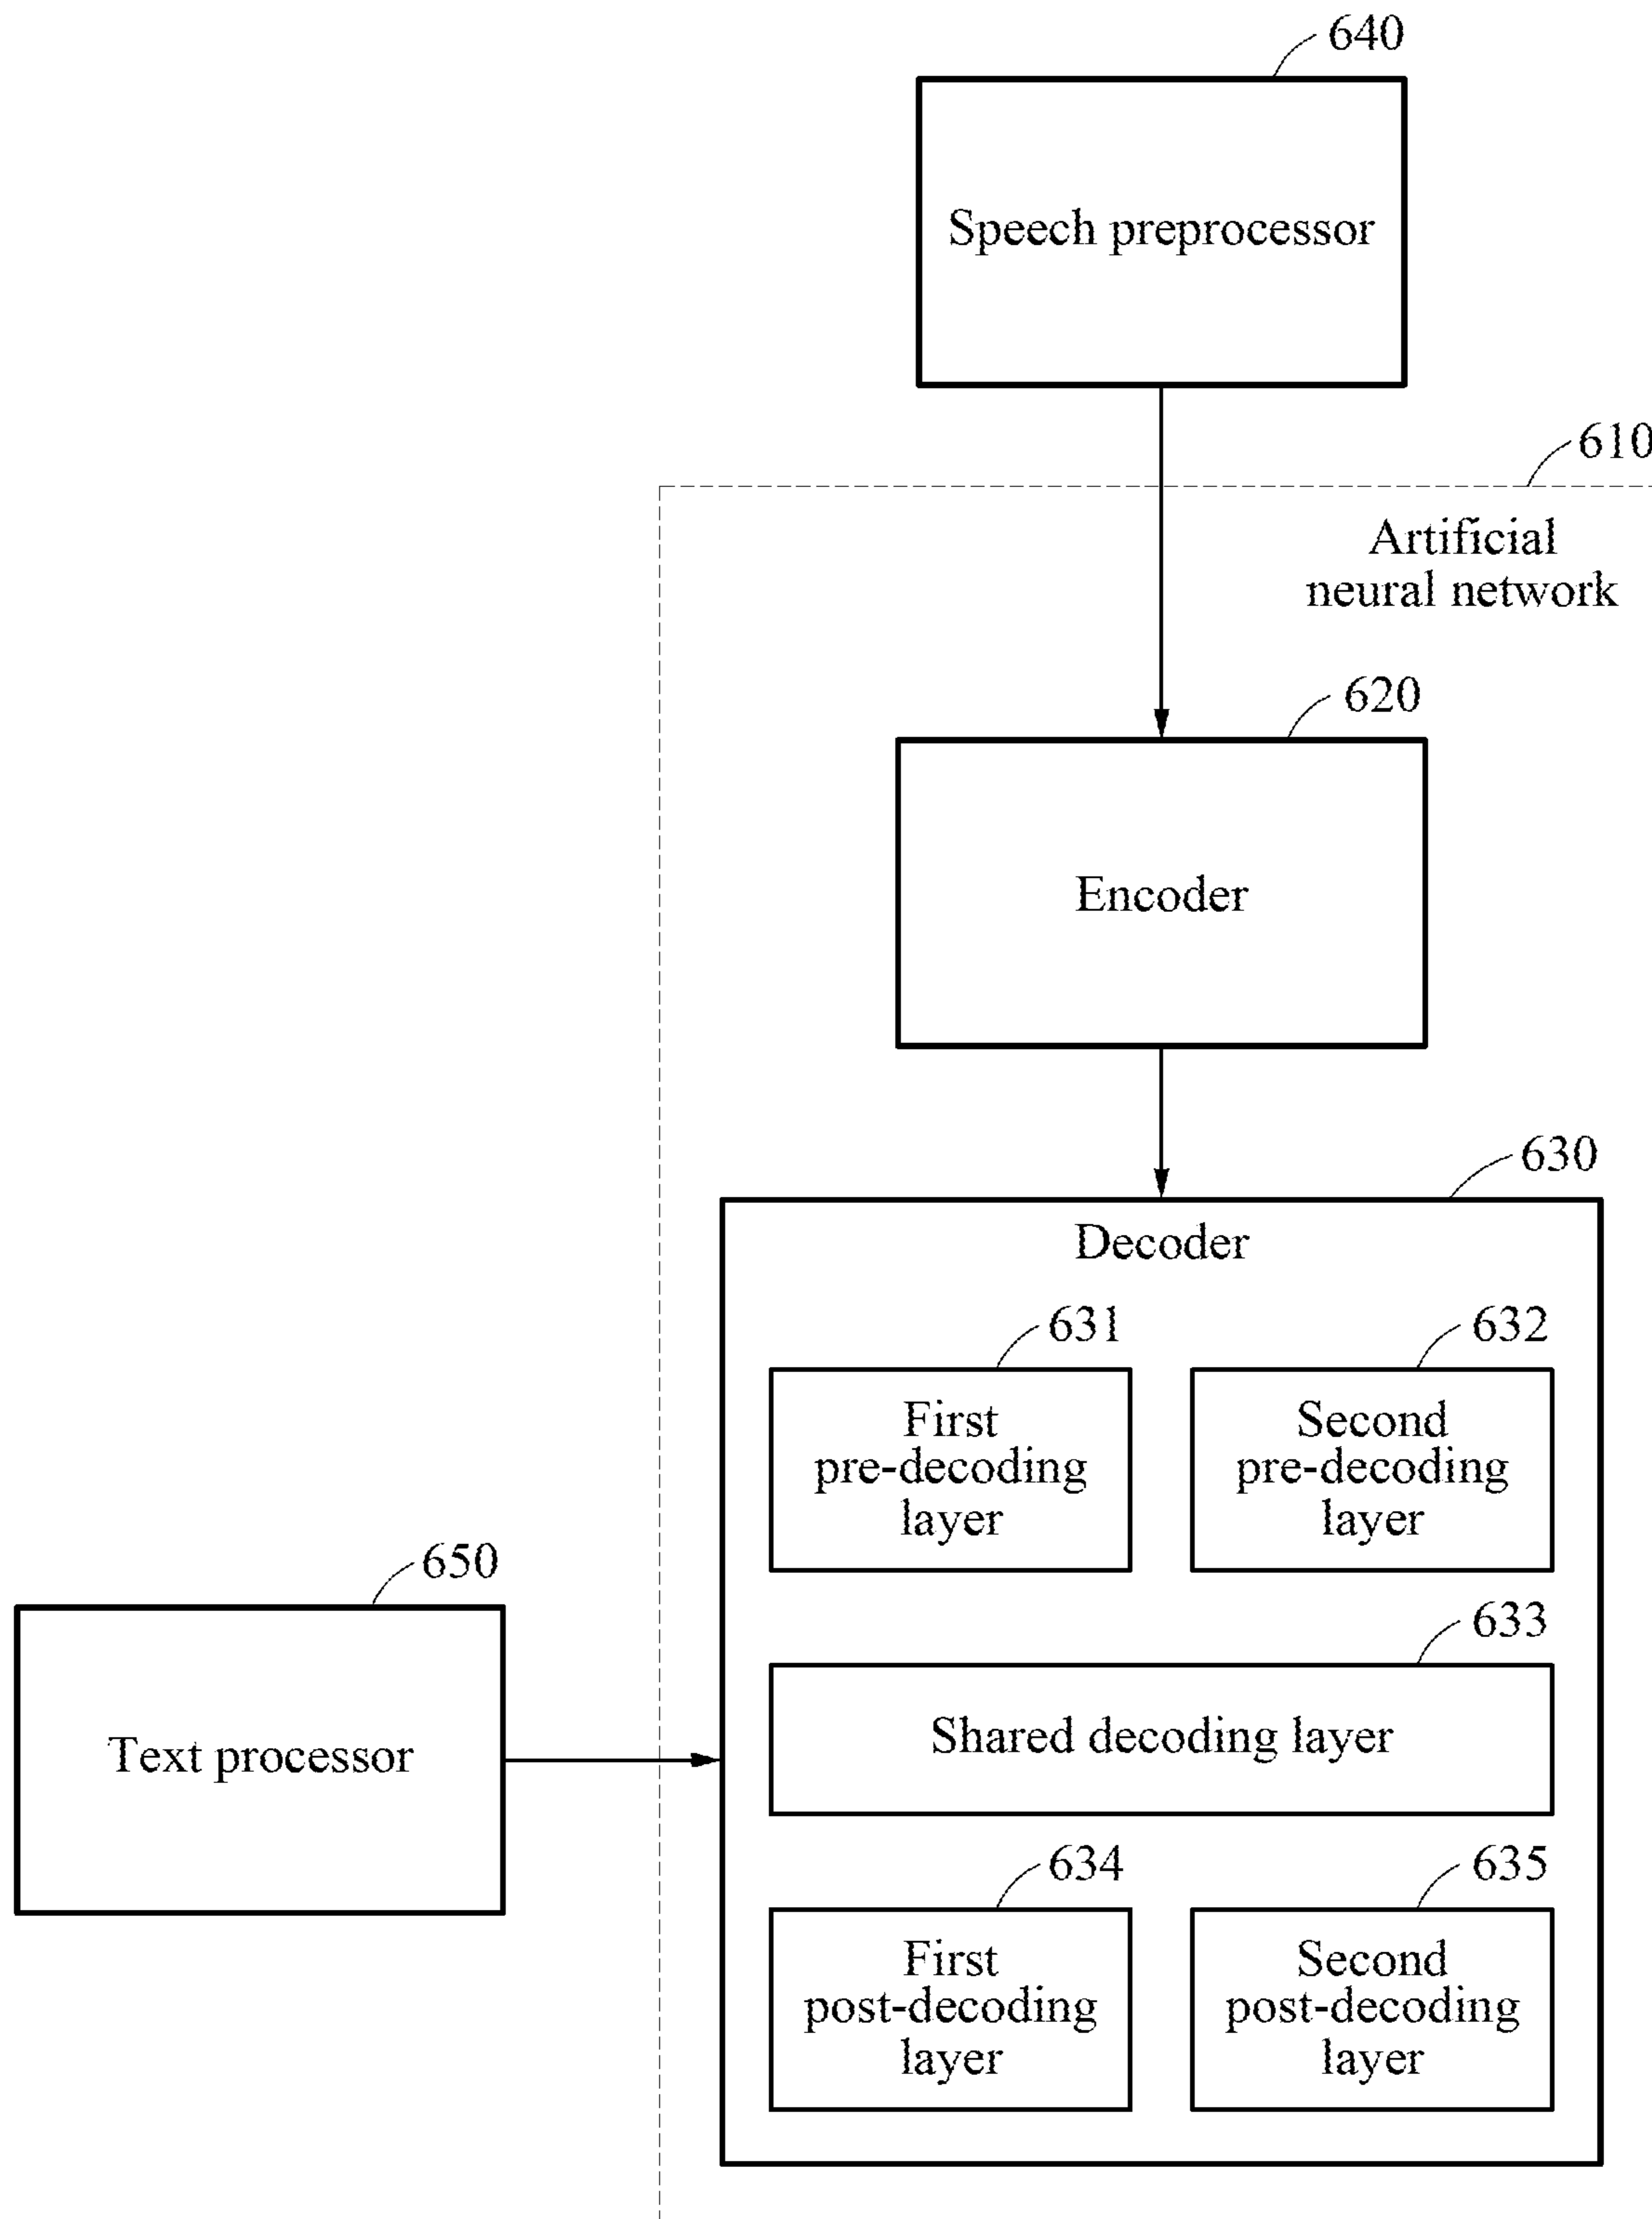 640
Speech preprocessor
610
Artificial
neural network
620
Encoder
630
Decoder
631
632
First
pre-decoding
layer
Second
pre-decoding
layer
650
Text processor
633
Shared decoding layer
634
635
First
post-decoding
layer
Second
post-decoding
layer